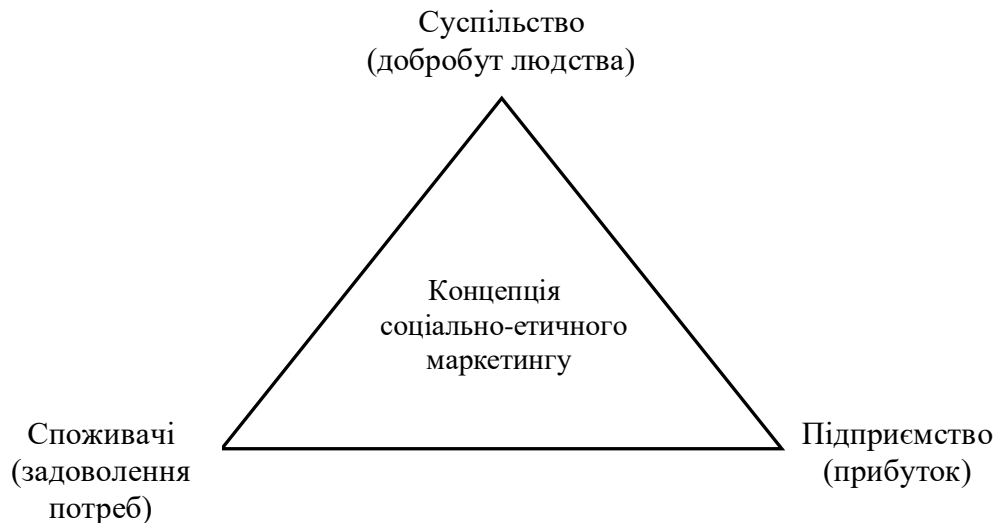 Суспільство
(добробут людства)
Концепція
соціально-етичного
маркетингу
Споживачі
(задоволення
потреб)
Підприємство
(прибуток)